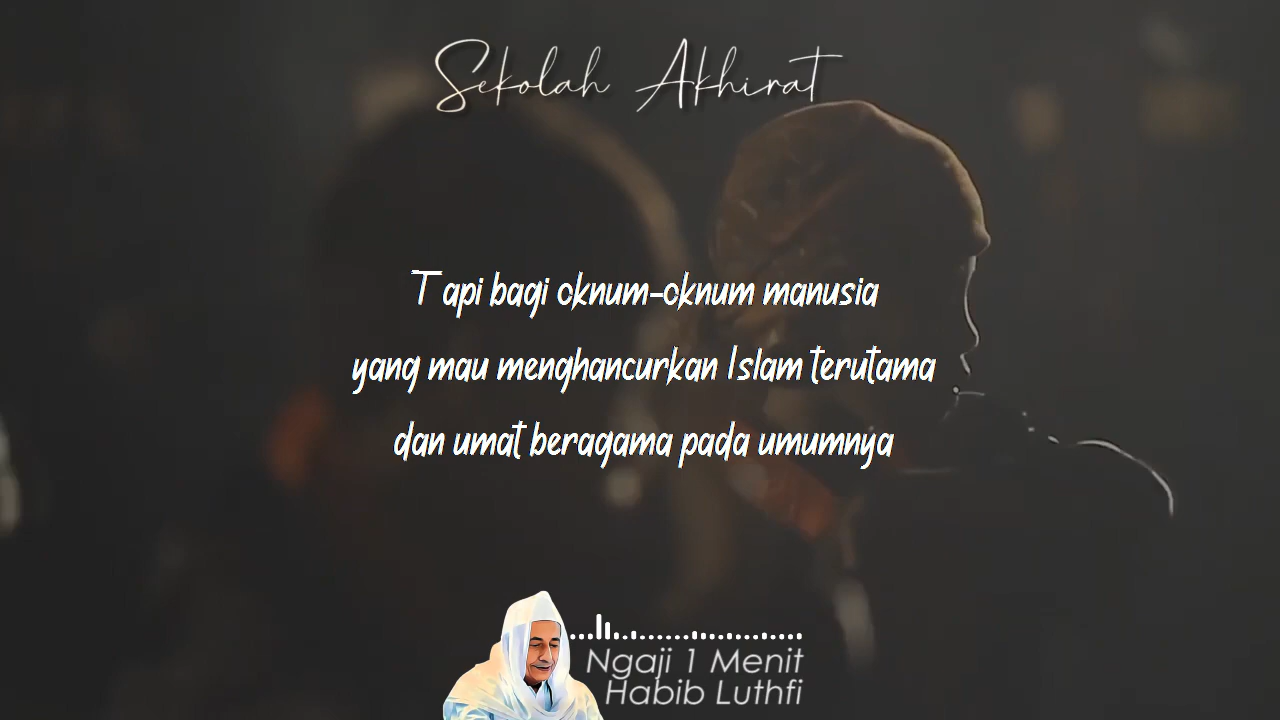 Sekolah Akhirat
Tapi bagi oknum-oknum manusia
yang mau menghancurkan Islam terutama
dan umat beragama pada umumnya
Ngaji 1 Menit
Habib Luthfi